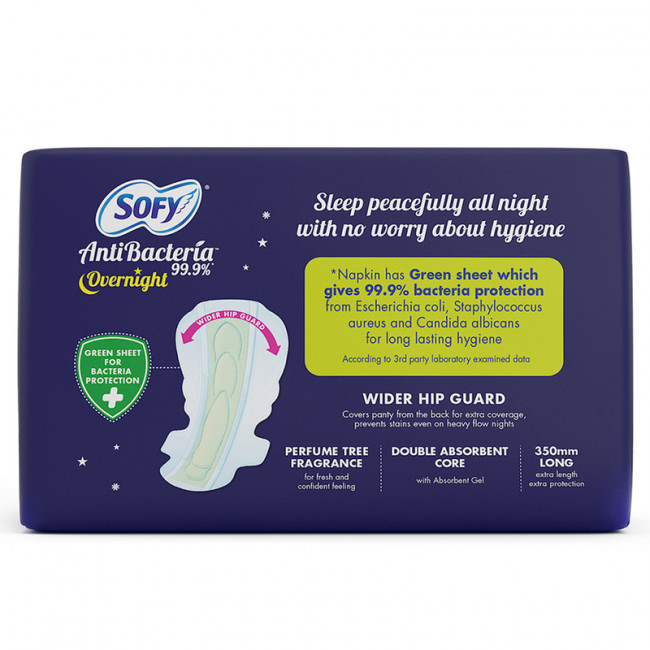 SOFY®
AntiBacteria™
99.9%
Overnight
Sleep peacefully all night
with no worry about hygiene
*Napkin has Green sheet which
gives 99.9% bacteria protection
from Escherichia coli, Staphylococcus
aureus and Candida albicans
for long lasting hygiene
According to 3rd party laboratory examined data
WIDER HIP GUARD
GREEN SHEET
FOR
BACTERIA
PROTECTION
WIDER HIP GUARD
Covers panty from the back for extra coverage,
prevents stains even on heavy flow nights
PERFUME TREE
FRAGRANCE
for fresh and
confident feeling
DOUBLE ABSORBENT
CORE
with Absorbent Gel
350mm
LONG
extra length
extra protection